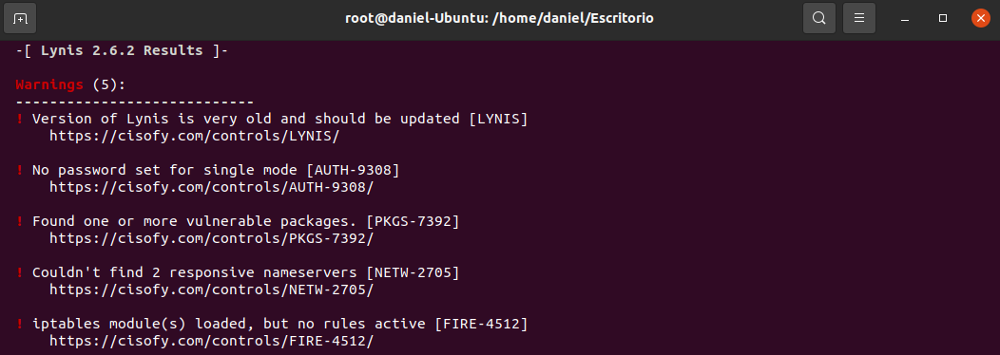 root@daniel-Ubuntu: /home/daniel/Escritorio
-[ Lynis 2.6.2 Results ]-
Warnings (5):
----------------------------
! Version of Lynis is very old and should be updated [LYNIS]
https://cisofy.com/controls/LYNIS/
! No password set for single mode [AUTH-9308]
https://cisofy.com/controls/AUTH-9308/
! Found one or more vulnerable packages. [PKGS-7392]
https://cisofy.com/controls/PKGS-7392/
! Couldn't find 2 responsive nameservers [NETW-2705]
https://cisofy.com/controls/NETW-2705/
! iptables module(s) loaded, but no rules active [FIRE-4512]
https://cisofy.com/controls/FIRE-4512/